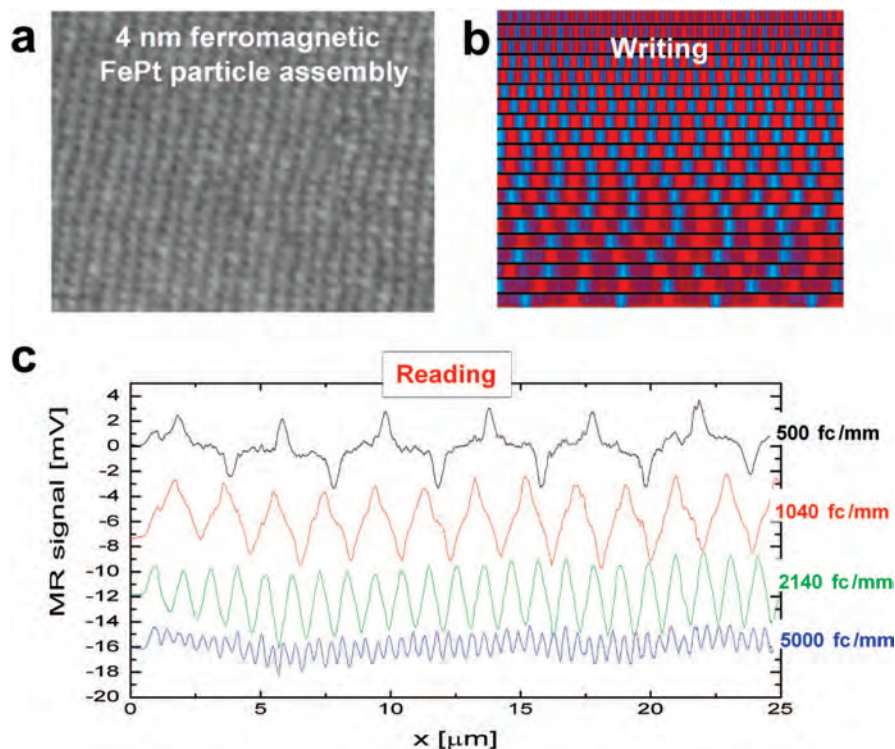 a
4 nm ferromagnetic
FePt particle assembly
b
Writing
c
Reading
MR signal [mV]
4
2
0
-2
-4
-6
-8
-10
-12
-14
-16
-18
-20
500 fc/mm
1040 fc/mm
2140 fc/mm
5000 fc/mm
0
5
10
15
20
25
x [μm]